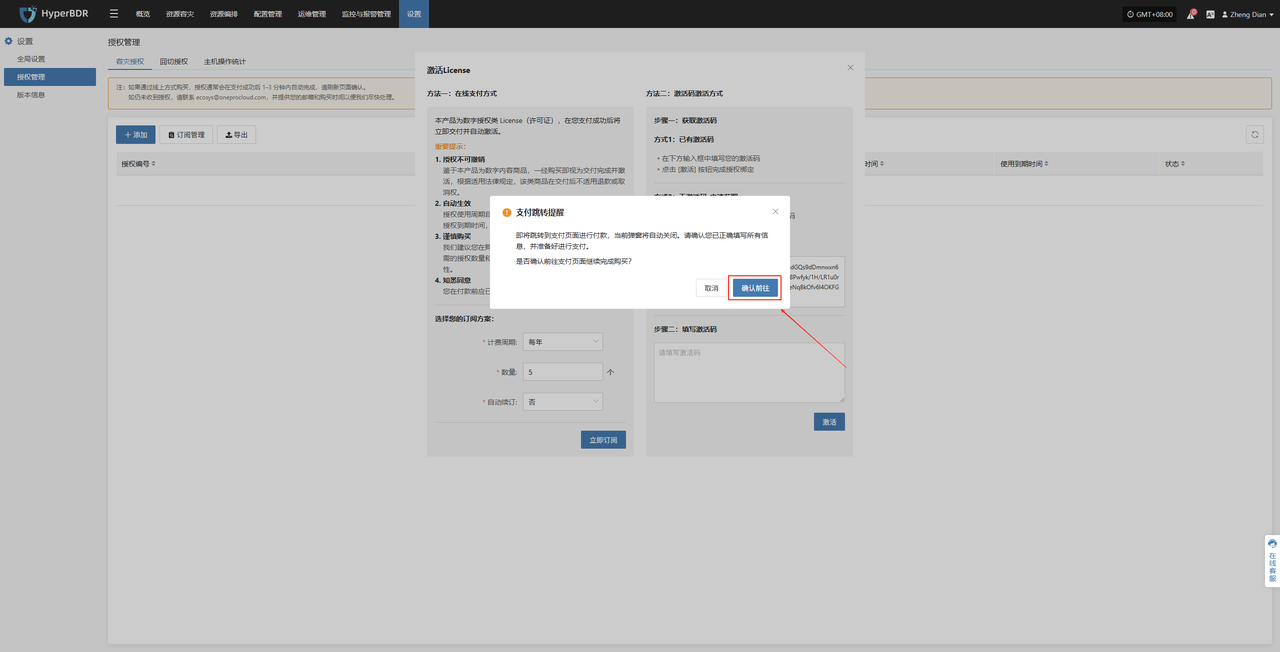 HyperBDR
概览
资源容灾
资源编排
配置管理
运维管理
监控与报警管理
设置
GMT+08:00
Zheng Dian
设置
全局设置
授权管理
版本信息
授权管理
容灾授权
回切授权
主机操作统计
注: 如果通过线上方式购买，授权通常会在支付成功后 1–3 分钟内自动完成，请刷新页面确认。
如仍未收到授权，请联系 ecosys@oneprocloud.com，并提供您的邮箱和购买时间以便我们尽快处理。
添加
订阅管理
导出
授权编号
时间
使用到期时间
状态
激活License
方法一：在线支付方式
本产品为数字授权类 License（许可证），在您支付成功后将
立即交付并自动激活。
重要提示：
1. 授权不可撤销
鉴于本产品为数字内容商品，一经购买即视为交付完成并激
活，根据适用法律规定，该类商品在交付后不适用退款或取
消权。
2. 自动生效
授权使用周期自
授权到期时间，
3. 谨慎购买
我们建议您在购
需的授权数量和
性。
4. 知悉同意
您在付款前应已
选择您的订阅方案：
* 计费周期:
每年
* 数量:
5
个
* 自动续订:
否
立即订阅
方法二：激活码激活方式
步骤一：获取激活码
方式1：已有激活码
• 在下方输入框中填写您的激活码
• 点击 [激活] 按钮完成授权绑定
码
dGQs9dDmnwxn6
8Pwfyk/1H/LR1u0r
eNqBkOfv6I4OKFG
步骤二：填写激活码
请填写激活码
激活
支付跳转提醒
即将跳转到支付页面进行付款，当前弹窗将自动关闭。请确认您已正确填写所有信
息，并准备好进行支付。
是否确认前往支付页面继续完成购买？
取消
确认前往
在线客服